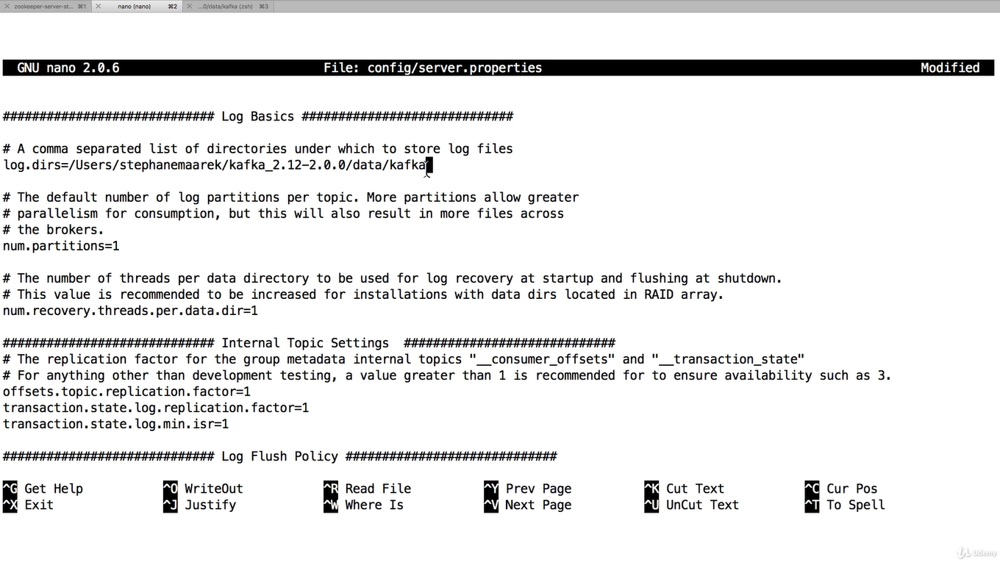 zookeeper-server-st... ⌘1 nano (nano) ⌘2 ...0/data/kafka (zsh) ⌘3
GNU nano 2.0.6 File: config/server.properties Modified
############################# Log Basics #############################
# A comma separated list of directories under which to store log files
log.dirs=/Users/stephanemaarek/kafka_2.12-2.0.0/data/kafka
# The default number of log partitions per topic. More partitions allow greater
# parallelism for consumption, but this will also result in more files across
# the brokers.
num.partitions=1
# The number of threads per data directory to be used for log recovery at startup and flushing at shutdown.
# This value is recommended to be increased for installations with data dirs located in RAID array.
num.recovery.threads.per.data.dir=1
############################# Internal Topic Settings  #############################
# The replication factor for the group metadata internal topics "__consumer_offsets" and "__transaction_state"
# For anything other than development testing, a value greater than 1 is recommended for to ensure availability such as 3.
offsets.topic.replication.factor=1
transaction.state.log.replication.factor=1
transaction.state.log.min.isr=1
############################# Log Flush Policy #############################
^G Get Help ^O WriteOut ^R Read File ^Y Prev Page ^K Cut Text ^C Cur Pos
^X Exit ^J Justify ^W Where Is ^V Next Page ^U UnCut Text ^T To Spell
Udemy